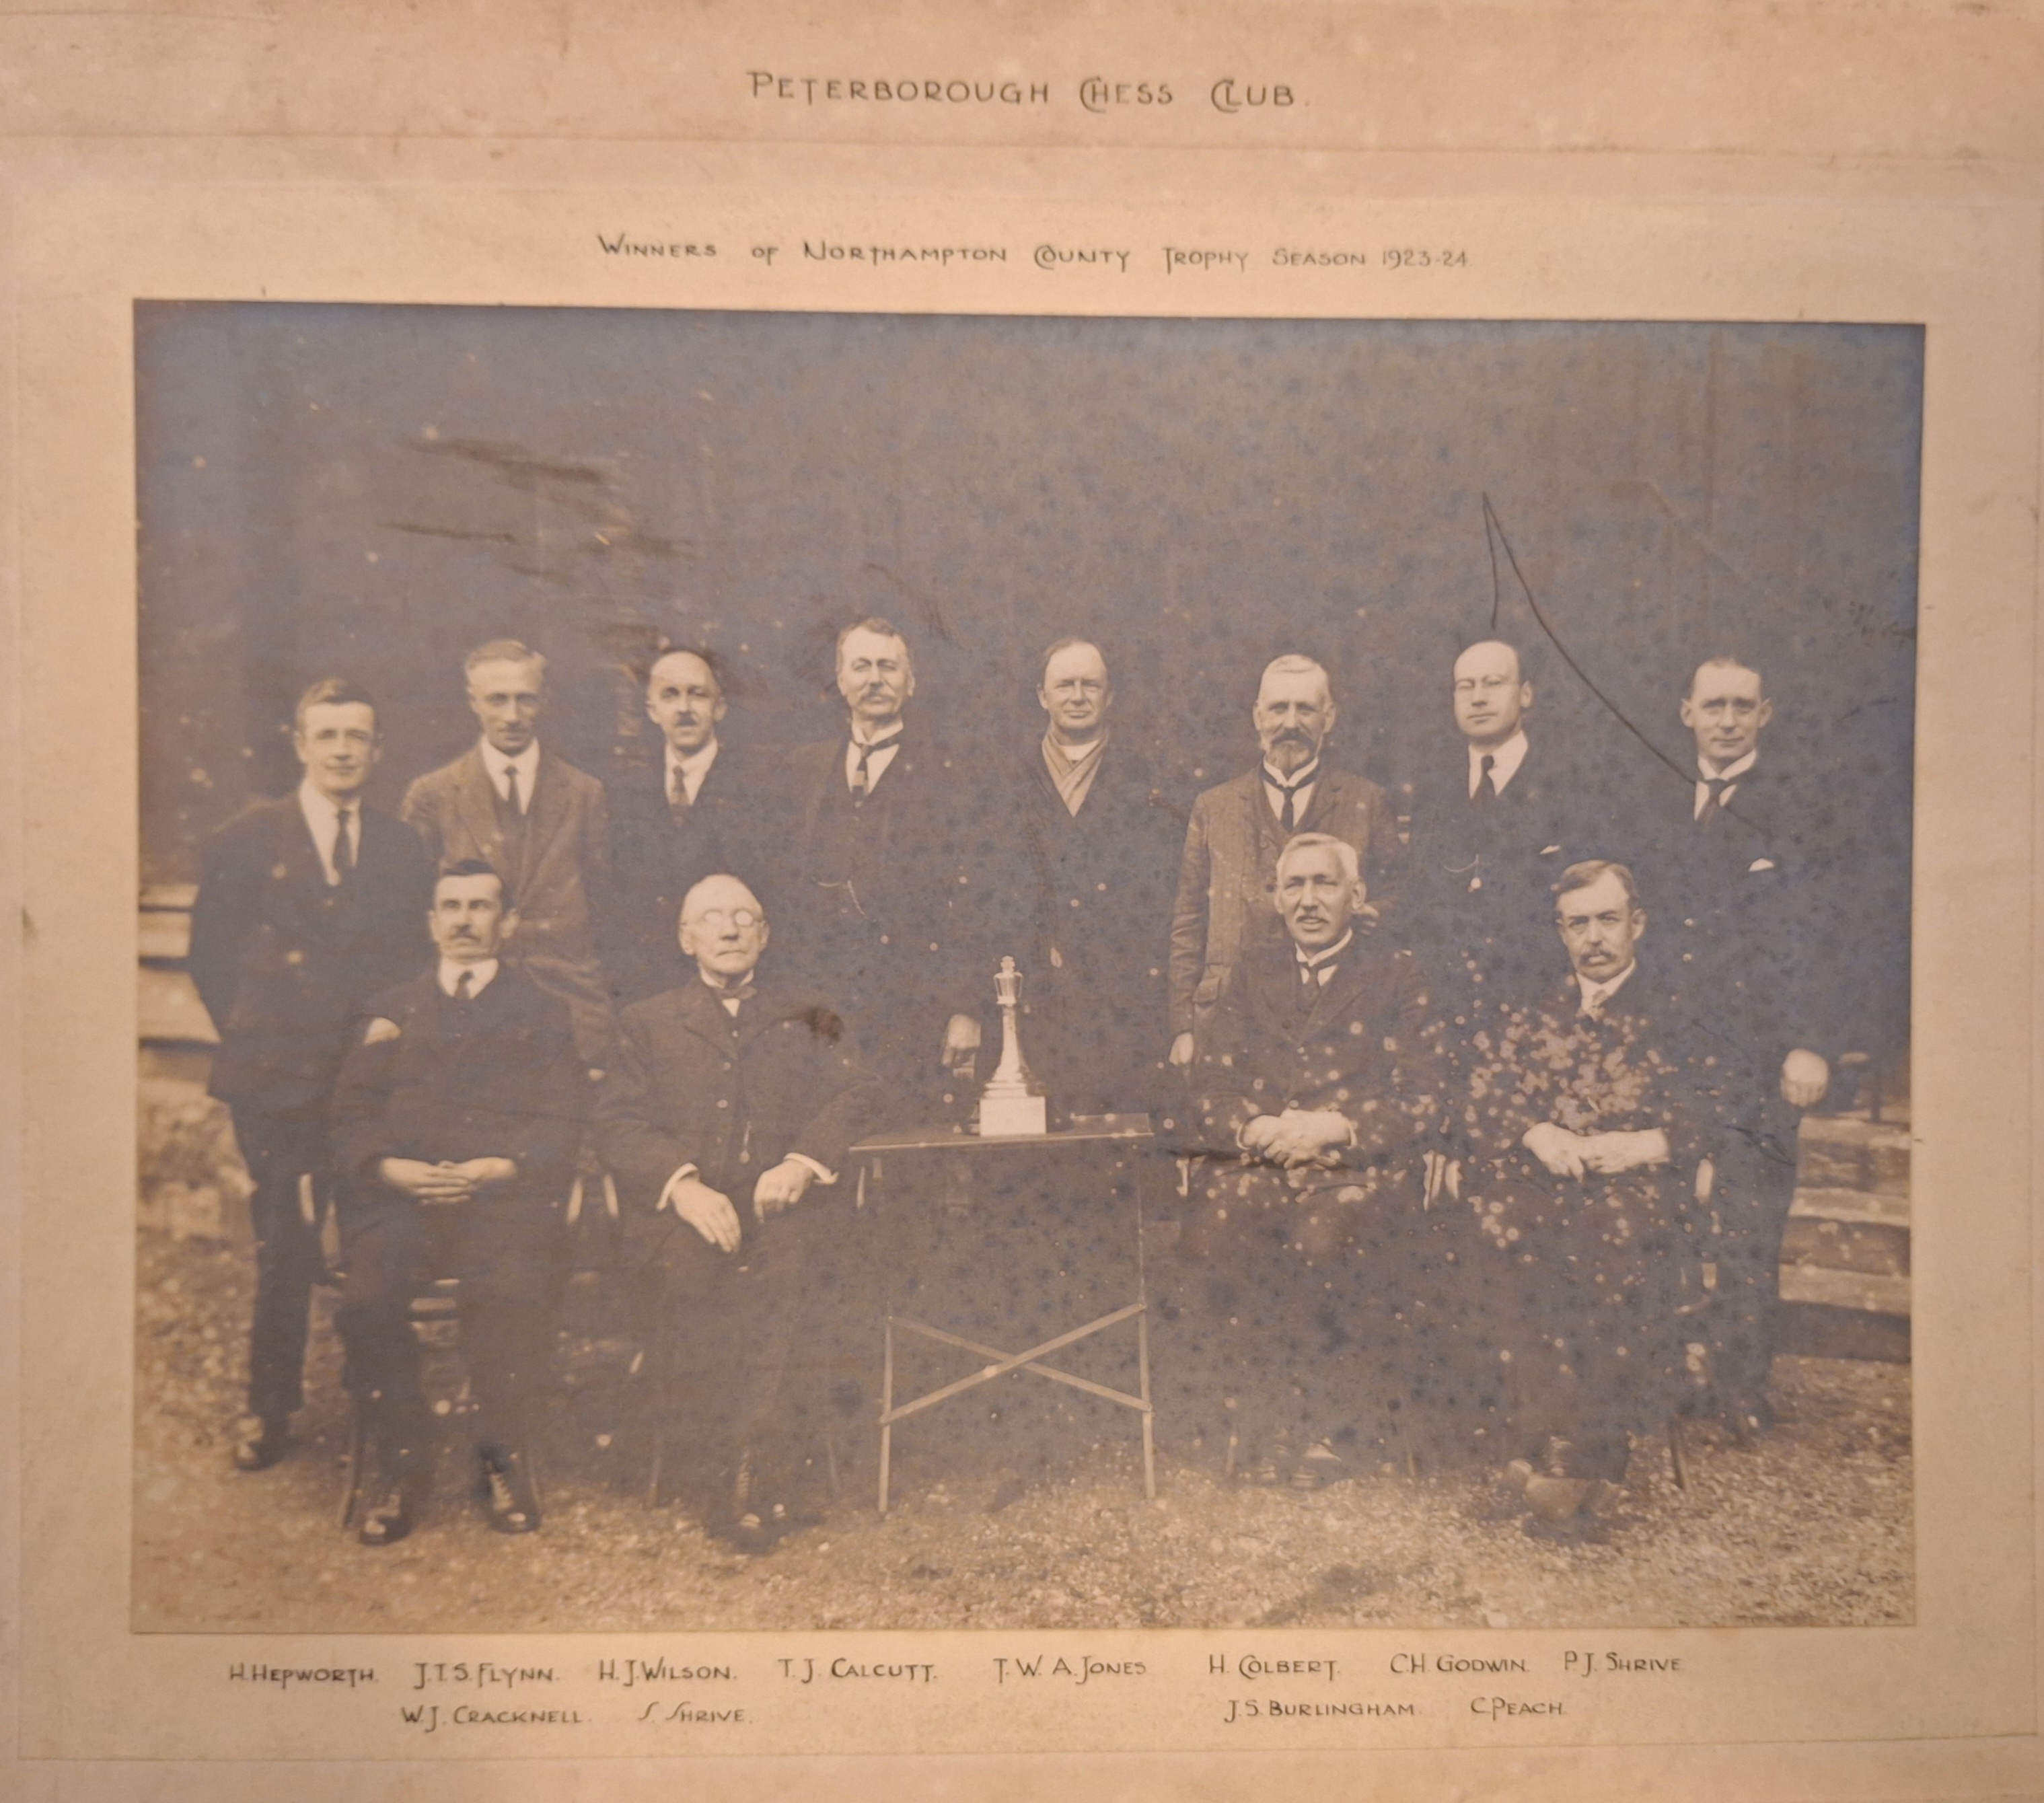 PETERBOROUGH CHESS CLUB.
WINNERS OF NORTHAMPTON COUNTY TROPHY SEASON 1923-24
H. HEPWORTH. J.T.S. FLYNN. H.J. WILSON. T.J. CALCUTT. T.W.A. JONES H. COLBERT. C.H. GODWIN. P.J. SHRIVE
W.J. CRACKNELL. S. SHRIVE. J.S. BURLINGHAM. C. PEACH.